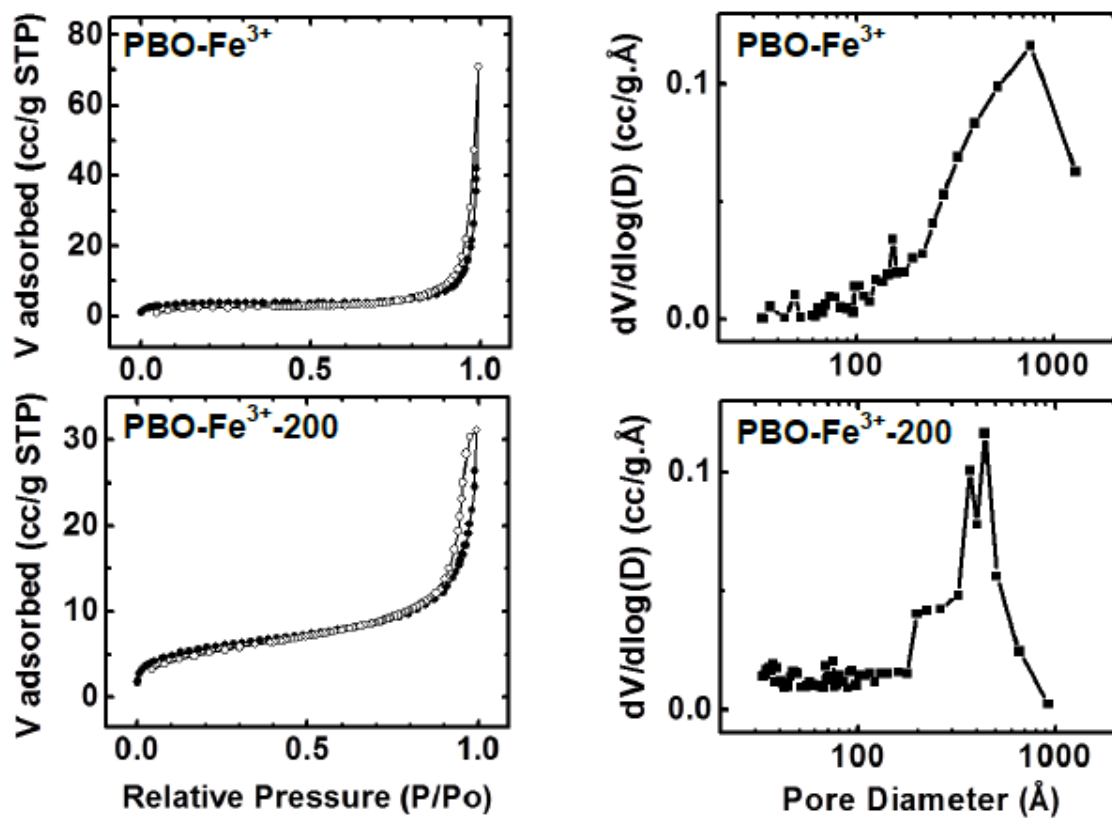 V adsorbed (cc/g STP)
80
60
40
20
0
PBO-Fe³⁺
0.0
0.5
1.0
dV/dlog(D) (cc/g.Å)
0.1
0.0
PBO-Fe³⁺
100
1000
V adsorbed (cc/g STP)
30
20
10
0
PBO-Fe³⁺-200
0.0
0.5
1.0
Relative Pressure (P/Po)
dV/dlog(D) (cc/g.Å)
0.1
0.0
PBO-Fe³⁺-200
100
1000
Pore Diameter (Å)